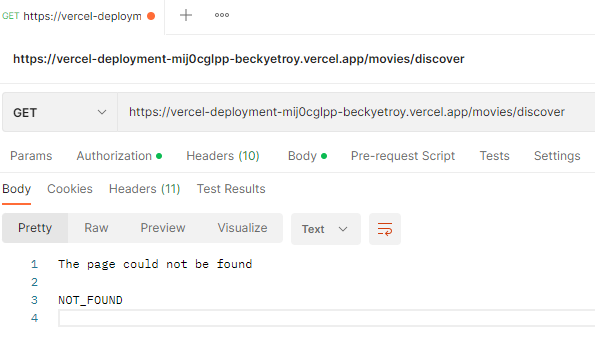 GET https://vercel-deploym
https://vercel-deployment-mij0cglpp-beckyetroy.vercel.app/movies/discover
GET https://vercel-deployment-mij0cglpp-beckyetroy.vercel.app/movies/discover
Params Authorization Headers (10) Body Pre-request Script Tests Settings
Body Cookies Headers (11) Test Results
Pretty Raw Preview Visualize Text
1 The page could not be found
2
3 NOT_FOUND
4